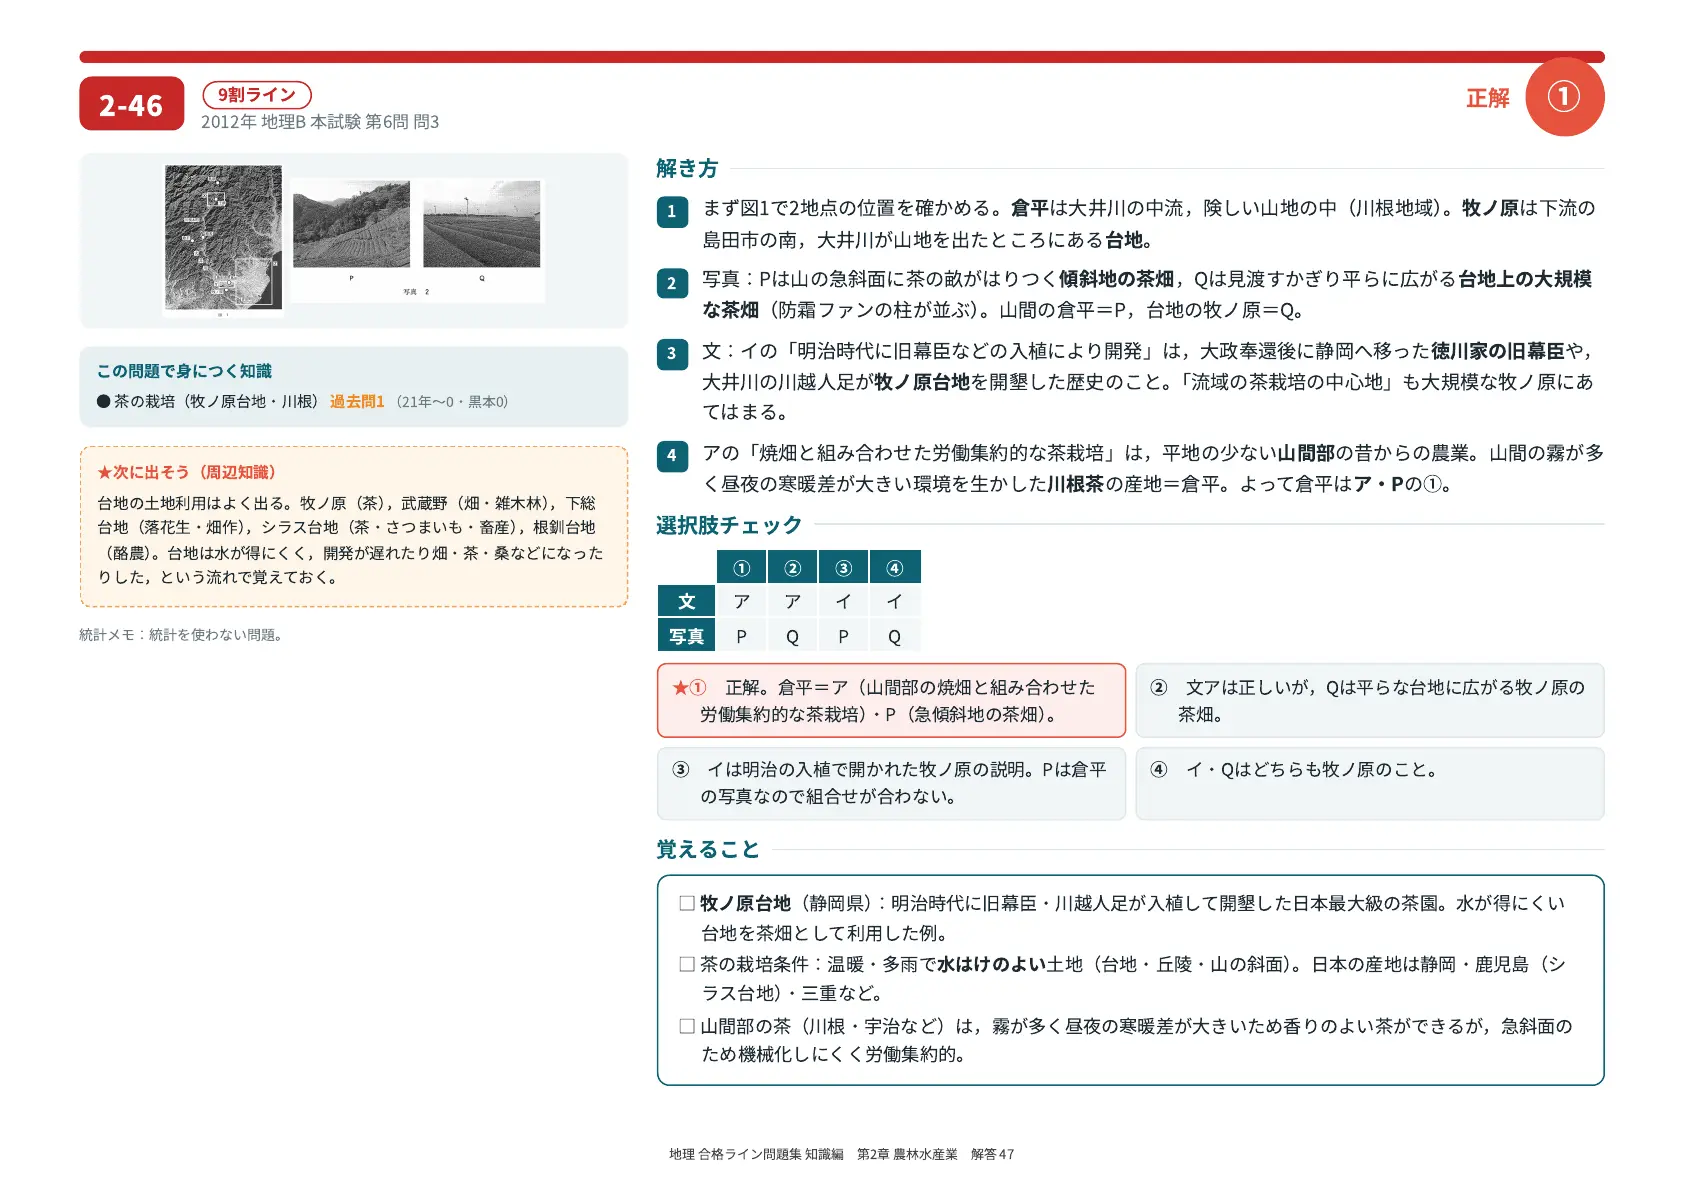 2-46
9割ライン
2012年 地理B 本試験 第6問 問3
正解 ①
P
Q
写真 2
この問題で身につく知識
● 茶の栽培（牧ノ原台地・川根） 過去問1 （21年〜0・黒本0）
★次に出そう（周辺知識）
台地の土地利用はよく出る。牧ノ原（茶），武蔵野（畑・雑木林），下総
台地（落花生・畑作），シラス台地（茶・さつまいも・畜産），根釧台地
（酪農）。台地は水が得にくく，開発が遅れたり畑・茶・桑などになった
りした，という流れで覚えておく。
統計メモ：統計を使わない問題。
解き方
1 まず図1で2地点の位置を確かめる。倉平は大井川の中流，険しい山地の中（川根地域）。牧ノ原は下流の
島田市の南，大井川が山地を出たところにある台地。
2 写真：Pは山の急斜面に茶の畝がはりつく傾斜地の茶畑，Qは見渡すかぎり平らに広がる台地上の大規模
な茶畑（防霜ファンの柱が並ぶ）。山間の倉平＝P，台地の牧ノ原＝Q。
3 文：イの「明治時代に旧幕臣などの入植により開発」は，大政奉還後に静岡へ移った徳川家の旧幕臣や，
大井川の川越人足が牧ノ原台地を開墾した歴史のこと。「流域の茶栽培の中心地」も大規模な牧ノ原にあ
てはまる。
4 アの「焼畑と組み合わせた労働集約的な茶栽培」は，平地の少ない山間部の昔からの農業。山間の霧が多
く昼夜の寒暖差が大きい環境を生かした川根茶の産地＝倉平。よって倉平はア・Pの①。
選択肢チェック
① ② ③ ④
文 ア ア イ イ
写真 P Q P Q
★① 正解。倉平＝ア（山間部の焼畑と組み合わせた
労働集約的な茶栽培）・P（急傾斜地の茶畑）。
② 文アは正しいが，Qは平らな台地に広がる牧ノ原の
茶畑。
③ イは明治の入植で開かれた牧ノ原の説明。Pは倉平
の写真なので組合せが合わない。
④ イ・Qはどちらも牧ノ原のこと。
覚えること
□ 牧ノ原台地（静岡県）：明治時代に旧幕臣・川越人足が入植して開墾した日本最大級の茶園。水が得にくい
台地を茶畑として利用した例。
□ 茶の栽培条件：温暖・多雨で水はけのよい土地（台地・丘陵・山の斜面）。日本の産地は静岡・鹿児島（シ
ラス台地）・三重など。
□ 山間部の茶（川根・宇治など）は，霧が多く昼夜の寒暖差が大きいため香りのよい茶ができるが，急斜面の
ため機械化しにくく労働集約的。
地理 合格ライン問題集 知識編 第2章 農林水産業 解答 47